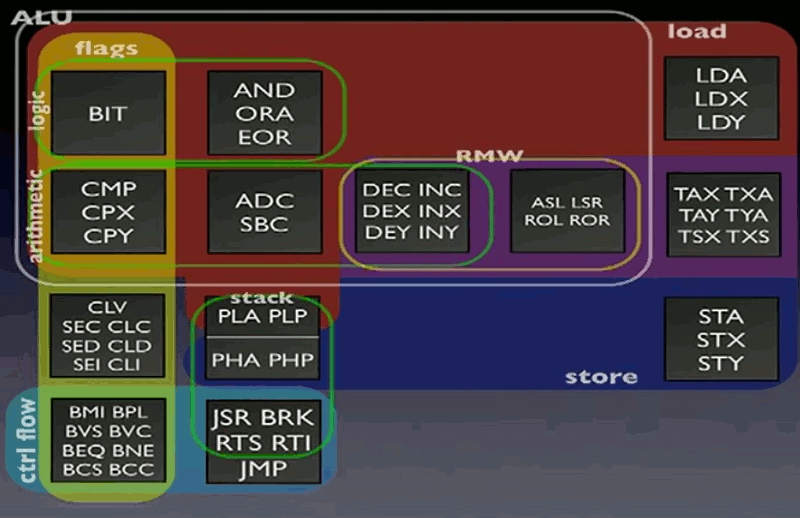 ALU
flags
load
logic
BIT
AND
ORA
EOR
LDA
LDX
LDY
RMW
arithmetic
CMP
CPX
CPY
ADC
SBC
DEC INC
DEX INX
DEY INY
ASL LSR
ROL ROR
TAX TXA
TAY TYA
TSX TXS
CLV
SEC CLC
SED CLD
SEI CLI
stack
PLA PLP
PHA PHP
STA
STX
STY
store
ctrl flow
BMI BPL
BVS BVC
BEQ BNE
BCS BCC
JSR BRK
RTS RTI
JMP